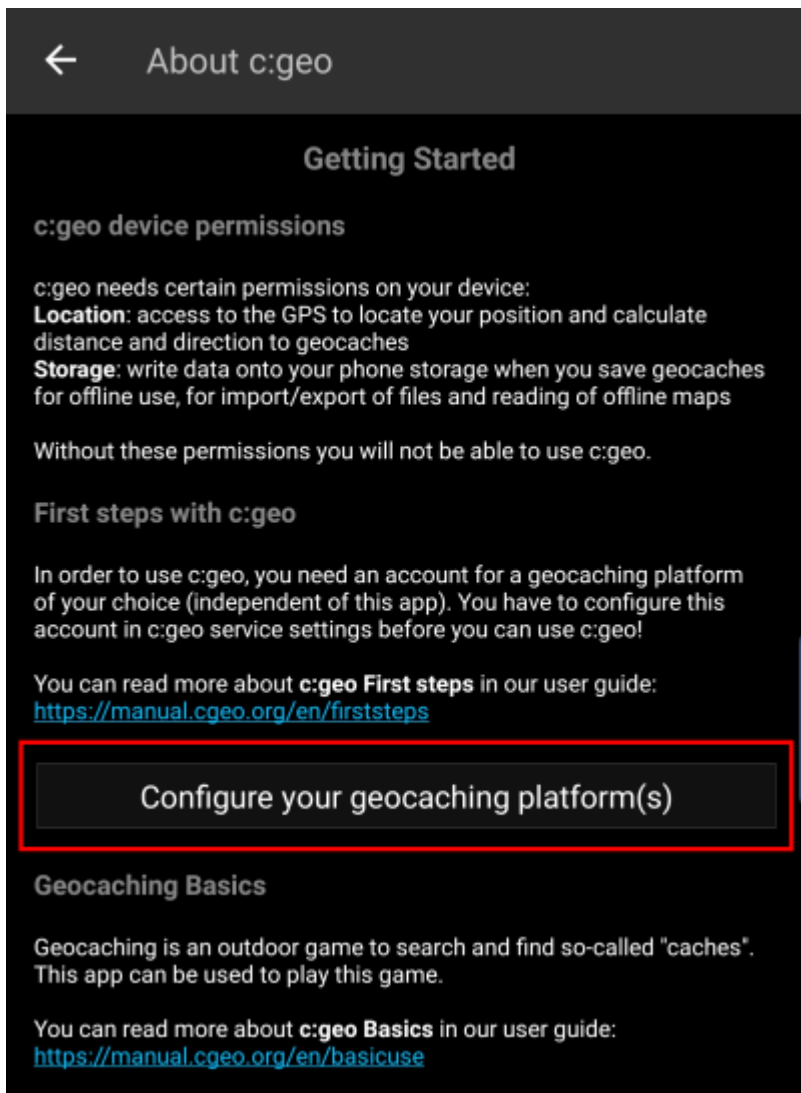 About c:geo
Getting Started
c:geo device permissions
c:geo needs certain permissions on your device:
Location: access to the GPS to locate your position and calculate
distance and direction to geocaches
Storage: write data onto your phone storage when you save geocaches
for offline use, for import/export of files and reading of offline maps
Without these permissions you will not be able to use c:geo.
First steps with c:geo
In order to use c:geo, you need an account for a geocaching platform
of your choice (independent of this app). You have to configure this
account in c:geo service settings before you can use c:geo!
You can read more about c:geo First steps in our user guide:
https://manual.cgeo.org/en/firststeps
Configure your geocaching platform(s)
Geocaching Basics
Geocaching is an outdoor game to search and find so-called "caches".
This app can be used to play this game.
You can read more about c:geo Basics in our user guide:
https://manual.cgeo.org/en/basicuse